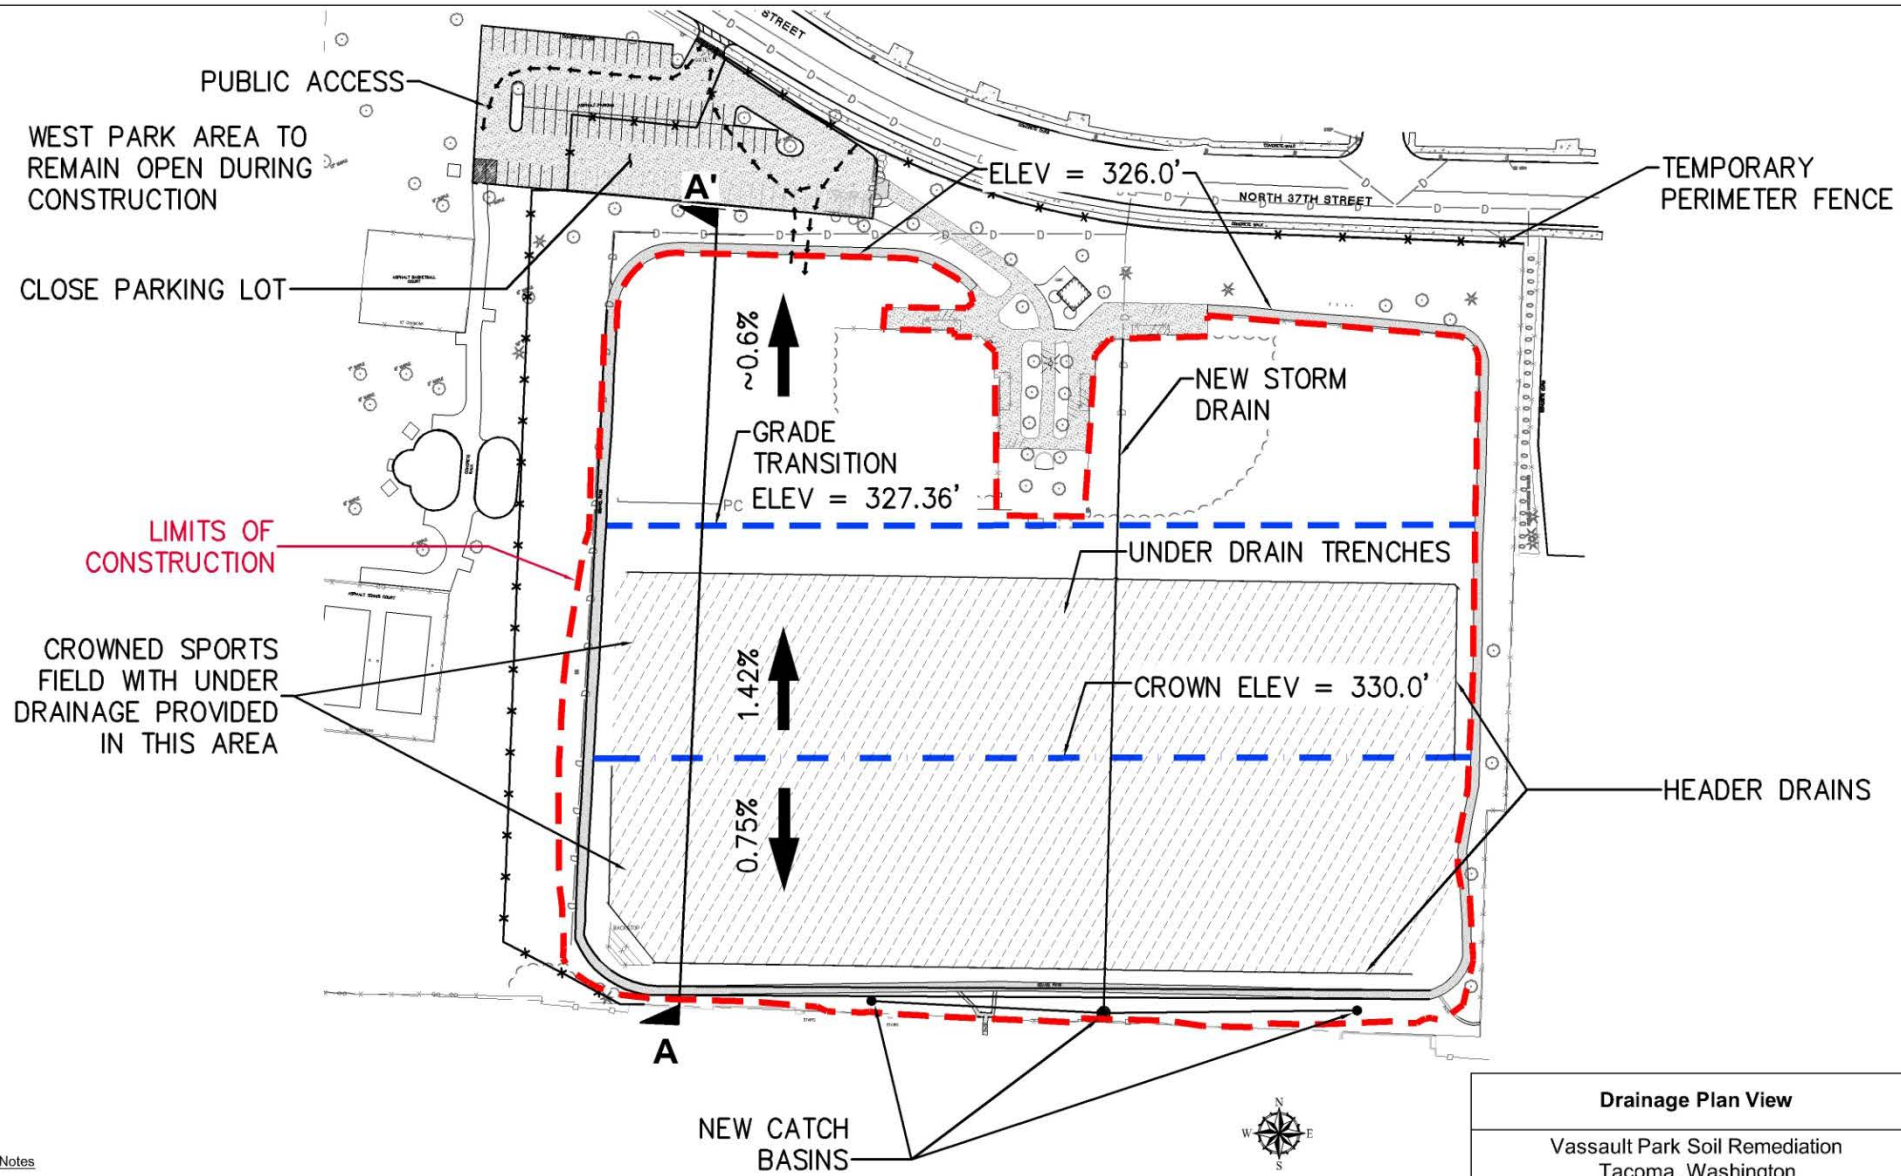 STREET
PUBLIC ACCESS
WEST PARK AREA TO
REMAIN OPEN DURING
CONSTRUCTION
A'
ELEV = 326.0'
NORTH 37TH STREET
TEMPORARY
PERIMETER FENCE
CLOSE PARKING LOT
~0.6%
NEW STORM
DRAIN
GRADE
TRANSITION
ELEV = 327.36'
PC
LIMITS OF
CONSTRUCTION
UNDER DRAIN TRENCHES
CROWNED SPORTS
FIELD WITH UNDER
DRAINAGE PROVIDED
IN THIS AREA
1.42%
CROWN ELEV = 330.0'
0.75%
HEADER DRAINS
BACKSTOP
A
NEW CATCH
BASINS
N
W E
S
Notes
Drainage Plan View
Vassault Park Soil Remediation
Tacoma, Washington